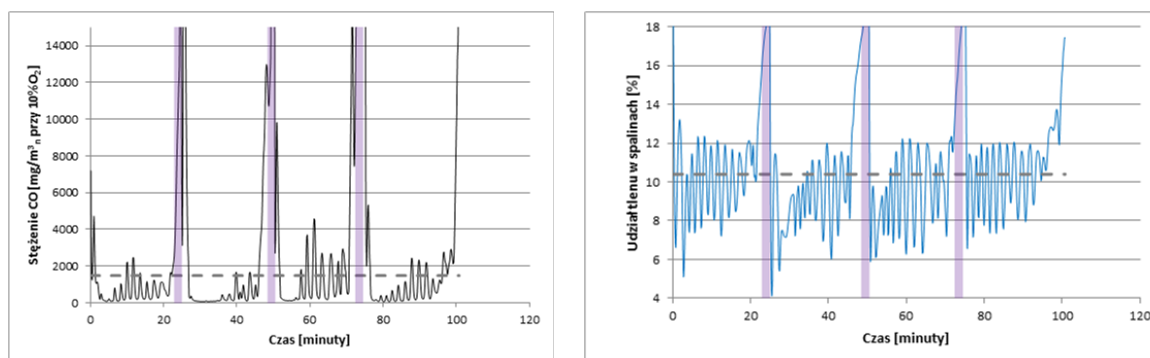 Stężenie CO [mg/m³ₙ przy 10%O₂]
14000
12000
10000
8000
6000
4000
2000
0
0 20 40 60 80 100 120
Czas [minuty]
Udziałtlenu w spalinach [%]
18
16
14
12
10
8
6
4
0 20 40 60 80 100 120
Czas [minuty]